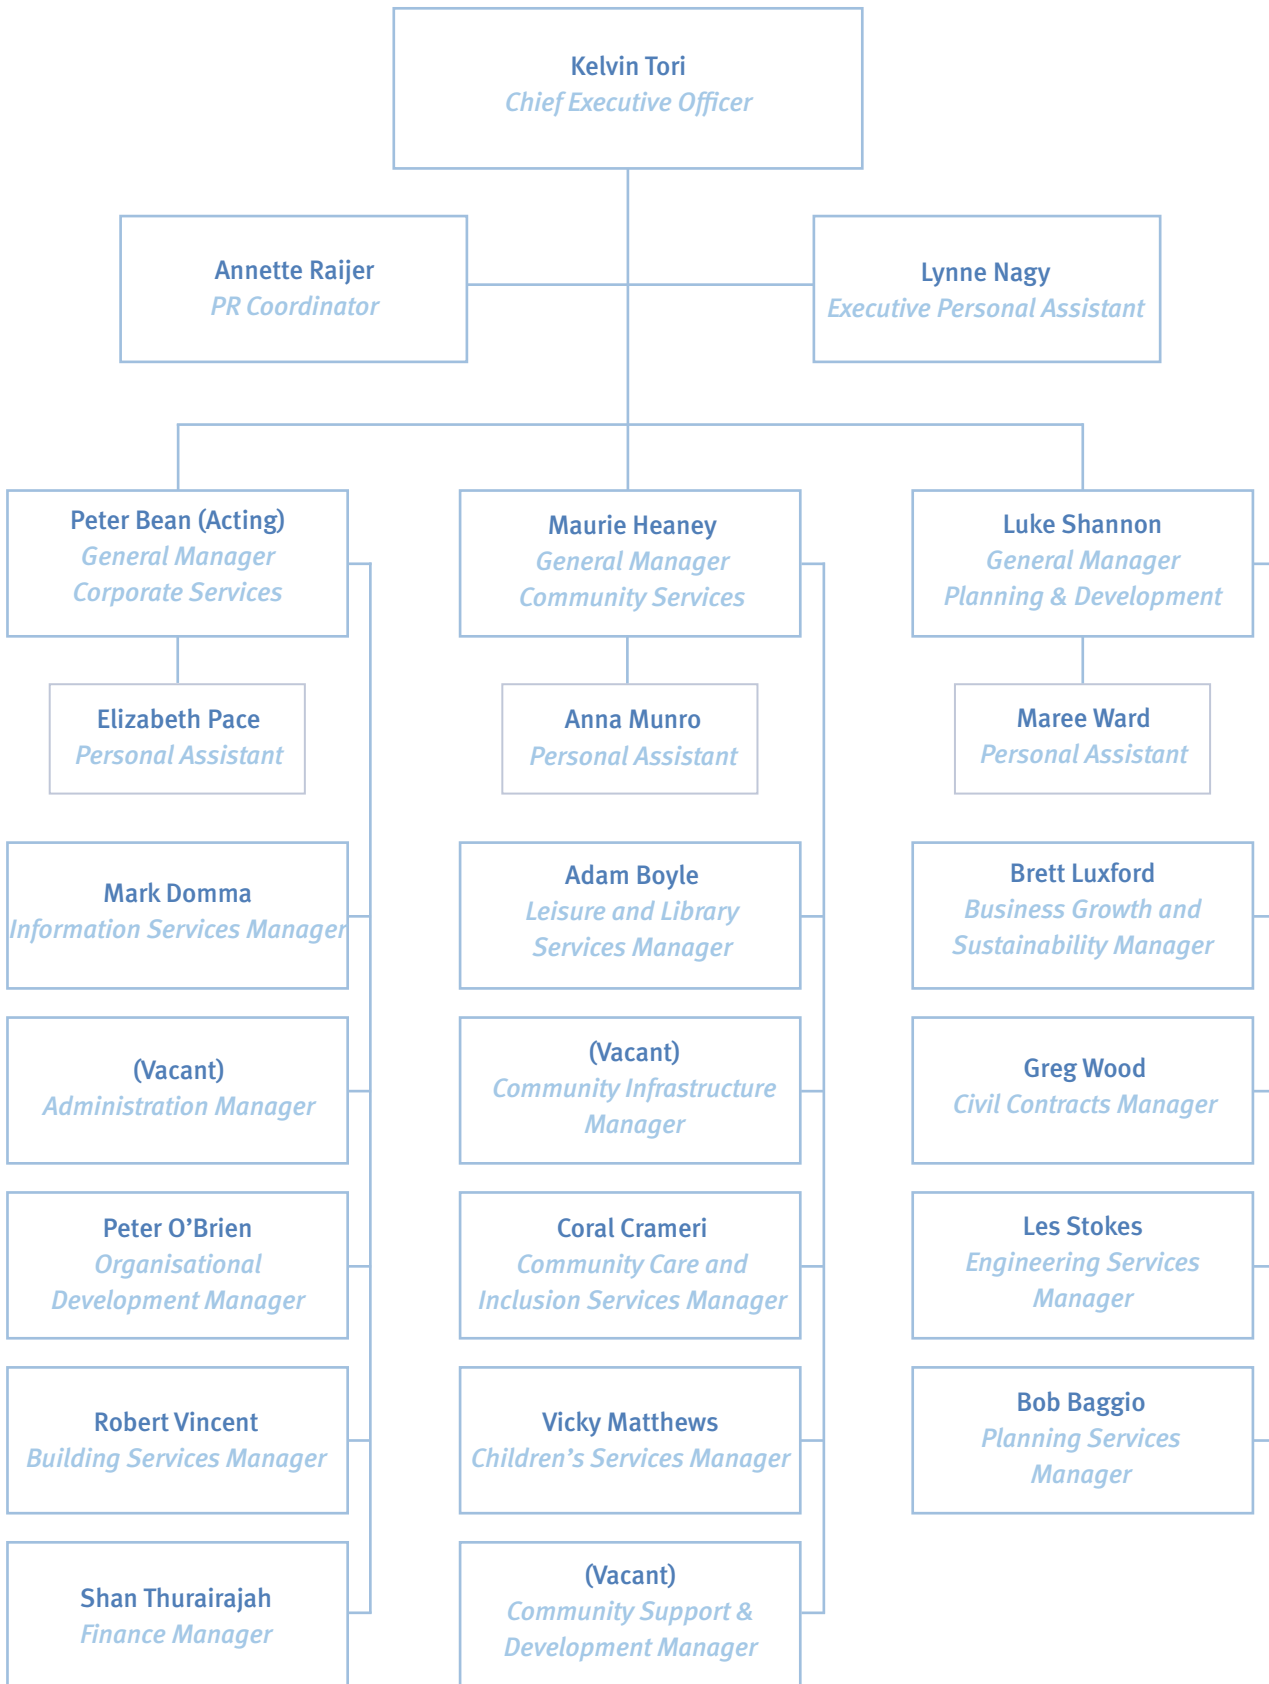 Kelvin Tori
Chief Executive Officer
Annette Raijer
PR Coordinator
Lynne Nagy
Executive Personal Assistant
Peter Bean (Acting)
General Manager
Corporate Services
Maurie Heaney
General Manager
Community Services
Luke Shannon
General Manager
Planning & Development
Elizabeth Pace
Personal Assistant
Anna Munro
Personal Assistant
Maree Ward
Personal Assistant
Mark Domma
Information Services Manager
Adam Boyle
Leisure and Library
Services Manager
Brett Luxford
Business Growth and
Sustainability Manager
(Vacant)
Administration Manager
(Vacant)
Community Infrastructure
Manager
Greg Wood
Civil Contracts Manager
Peter O’Brien
Organisational
Development Manager
Coral Crameri
Community Care and
Inclusion Services Manager
Les Stokes
Engineering Services
Manager
Robert Vincent
Building Services Manager
Vicky Matthews
Children’s Services Manager
Bob Baggio
Planning Services
Manager
Shan Thurairajah
Finance Manager
(Vacant)
Community Support &
Development Manager